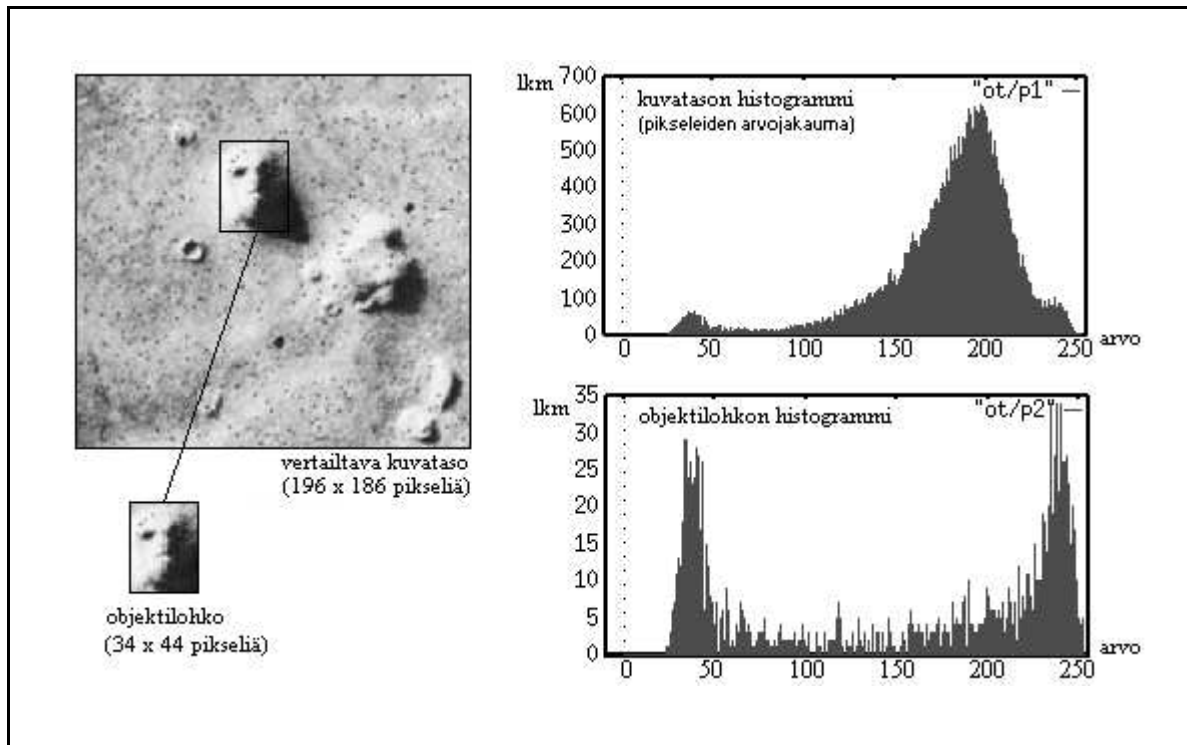 vertailtava kuvataso
(196 x 186 pikseliä)
objektilohko
(34 x 44 pikseliä)
lkm
700
600
500
400
300
200
100
0
kuvatason histogrammi
(pikseleiden arvojakauma)
"ot/p1"
0
50
100
150
200
250
arvo
lkm
35
30
25
20
15
10
5
0
objektilohkon histogrammi
"ot/p2"
0
50
100
150
200
250
arvo